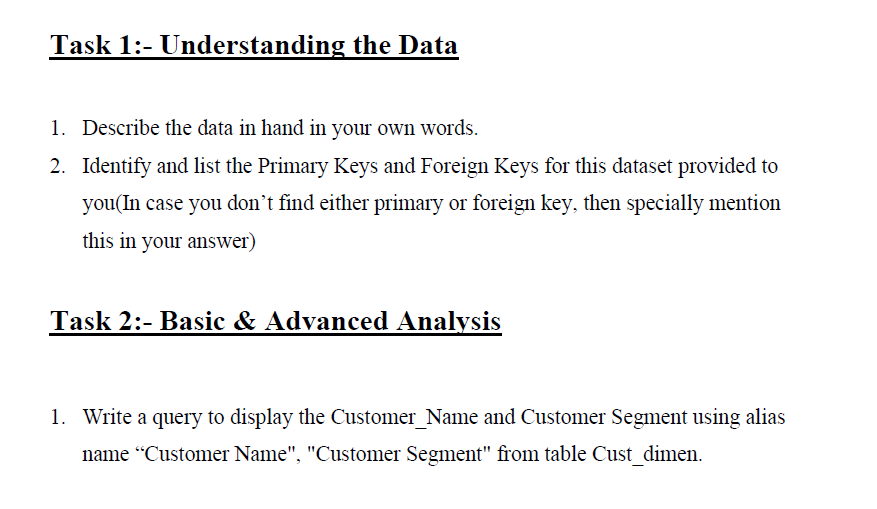 Task 1:- Understanding the Data
1. Describe the data in hand in your own words.
2. Identify and list the Primary Keys and Foreign Keys for this dataset provided to
you(In case you don’t find either primary or foreign key, then specially mention
this in your answer)
Task 2:- Basic & Advanced Analysis
1. Write a query to display the Customer_Name and Customer Segment using alias
name “Customer Name", "Customer Segment" from table Cust_dimen.